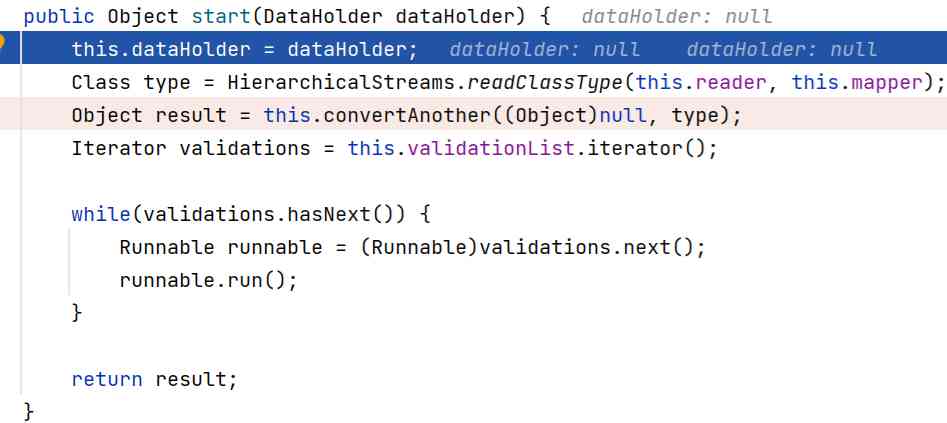 public Object start(DataHolder dataHolder) {   dataHolder: null
    this.dataHolder = dataHolder;   dataHolder: null    dataHolder: null
    Class type = HierarchicalStreams.readClassType(this.reader, this.mapper);
    Object result = this.convertAnother((Object)null, type);
    Iterator validations = this.validationList.iterator();

    while(validations.hasNext()) {
        Runnable runnable = (Runnable)validations.next();
        runnable.run();
    }

    return result;
}